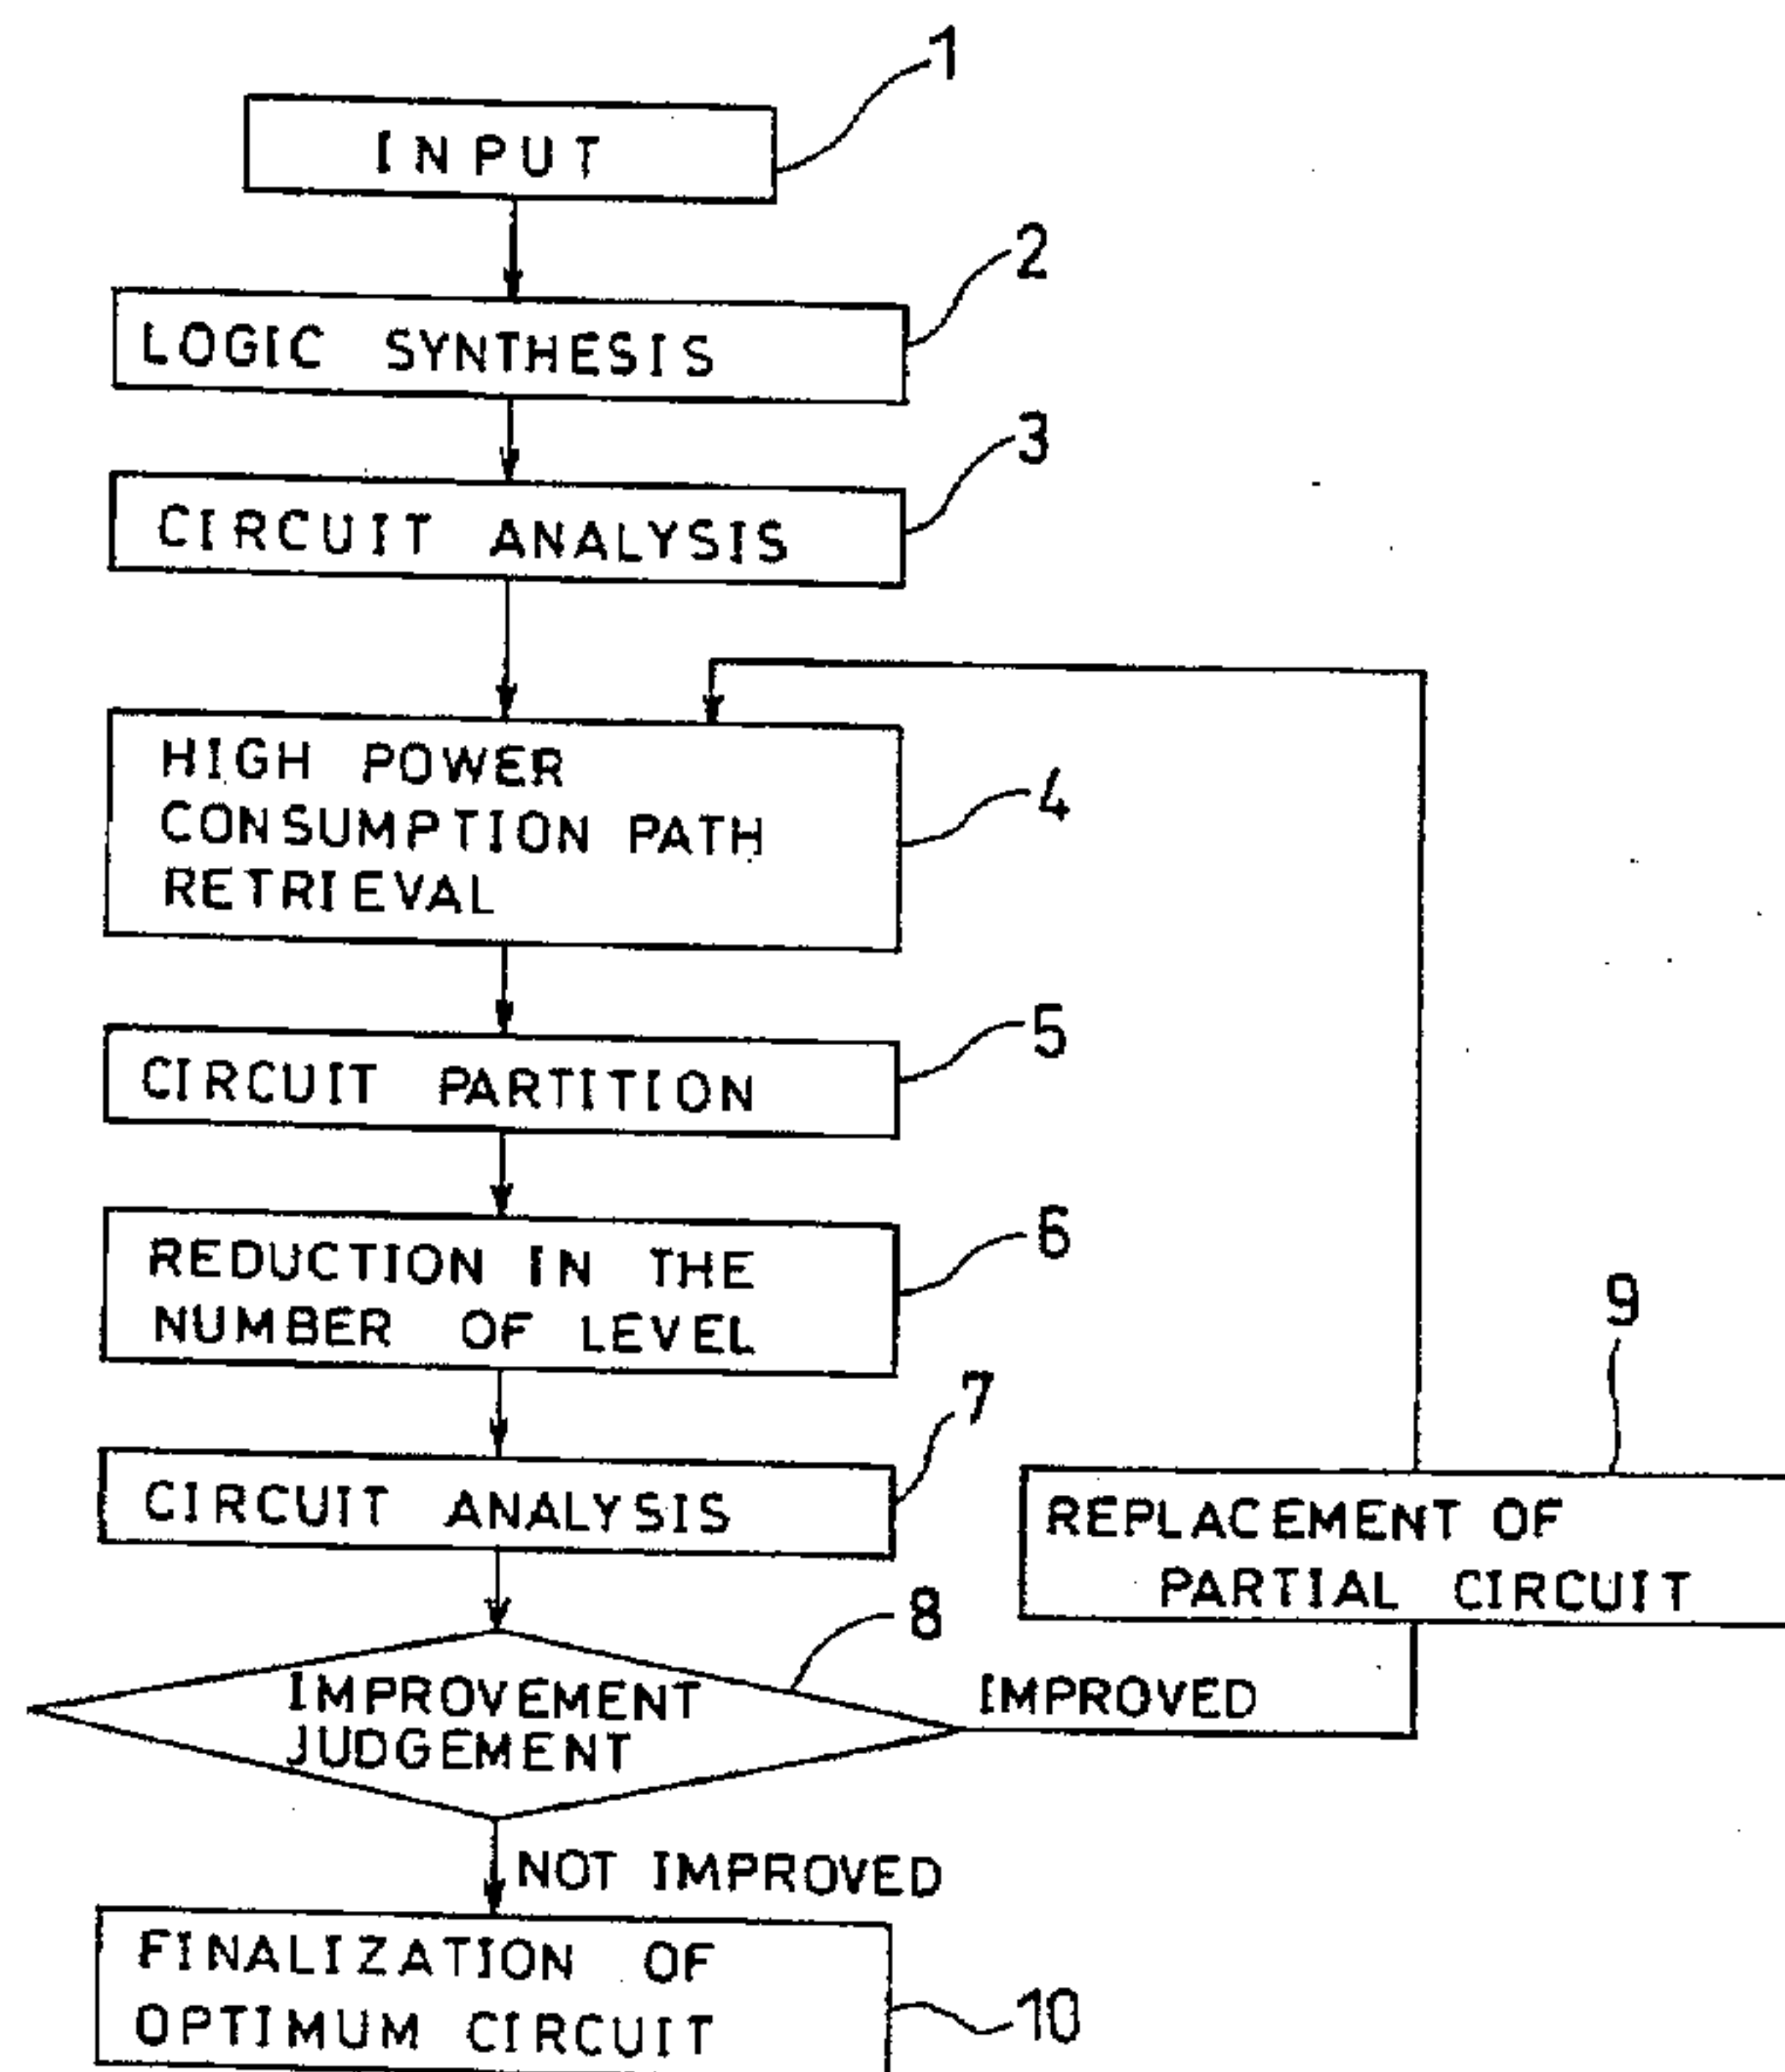 1
INPUT
2
LOGIC SYNTHESIS
3
CIRCUIT ANALYSIS
HIGH POWER
CONSUMPTION PATH
RETRIEVAL
4
5
CIRCUIT PARTITION
6
REDUCTION IN THE
NUMBER OF LEVEL
7
CIRCUIT ANALYSIS
9
REPLACEMENT OF
PARTIAL CIRCUIT
8
IMPROVEMENT
JUDGEMENT
IMPROVED
NOT IMPROVED
FINALIZATION OF
OPTIMUM CIRCUIT
10